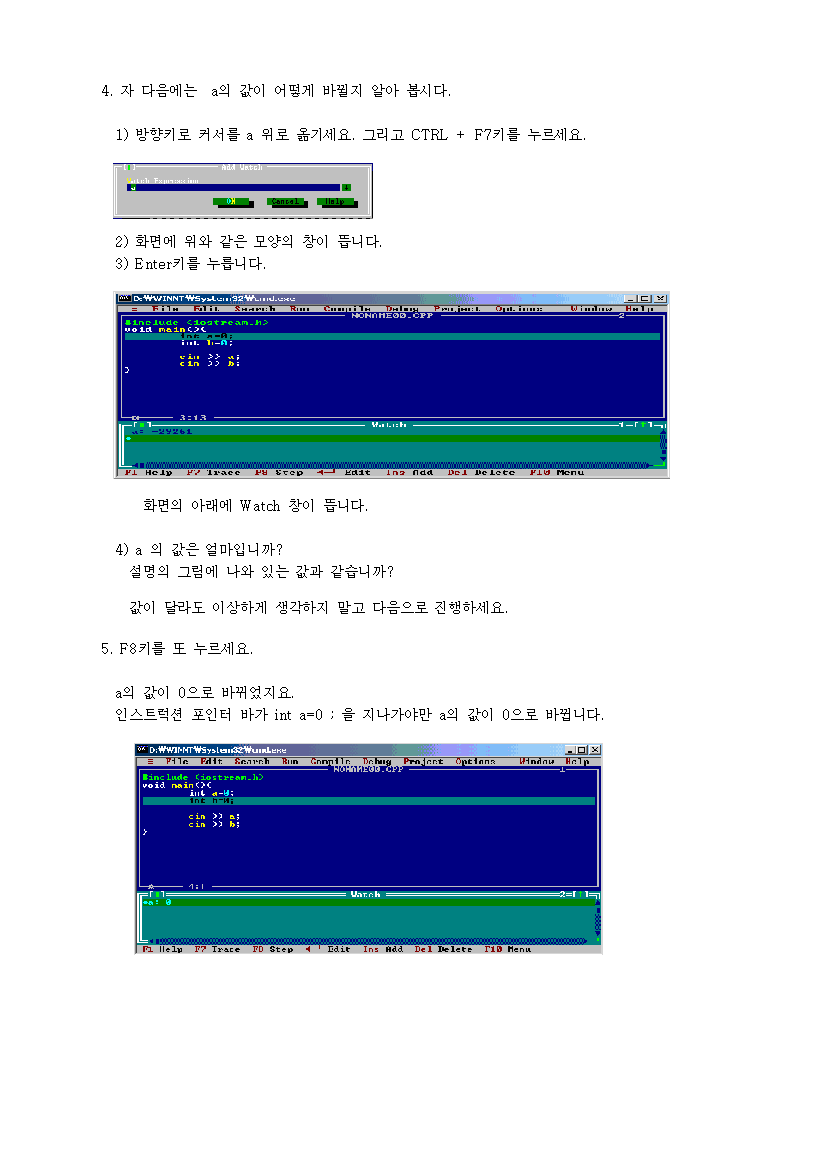 4. 자 다음에는 a의 값이 어떻게 바뀔지 알아 봅시다.
1) 방향키로 커서를 a 위로 옮기세요. 그리고 CTRL + F7키를 누르세요.
Add Watch
Watch Expression
a
OK Cancel Help
2) 화면에 위와 같은 모양의 창이 뜹니다.
3) Enter키를 누릅니다.
D:\WINNT\System32\cmd.exe
≡ File Edit Search Run Compile Debug Project Options Window Help
NONAME00.CPP 2
#include <iostream.h>
void main(){
int a=0;
int b=0;
cin >> a;
cin >> b;
}
3:13
Watch 1
a: -29261
F1 Help F7 Trace F8 Step Edit Ins Add Del Delete F10 Menu
화면의 아래에 Watch 창이 뜹니다.
4) a 의 값은 얼마입니까?
설명의 그림에 나와 있는 값과 같습니까?
값이 달라도 이상하게 생각하지 말고 다음으로 진행하세요.
5. F8키를 또 누르세요.
a의 값이 0으로 바뀌었지요.
인스트럭션 포인터 바가 int a=0 ; 을 지나가야만 a의 값이 0으로 바뀝니다.
D:\WINNT\System32\cmd.exe
≡ File Edit Search Run Compile Debug Project Options Window Help
NONAME00.CPP 1
#include <iostream.h>
void main(){
int a=0;
int b=0;
cin >> a;
cin >> b;
}
4:1
Watch 2
a: 0
F1 Help F7 Trace F8 Step Edit Ins Add Del Delete F10 Menu